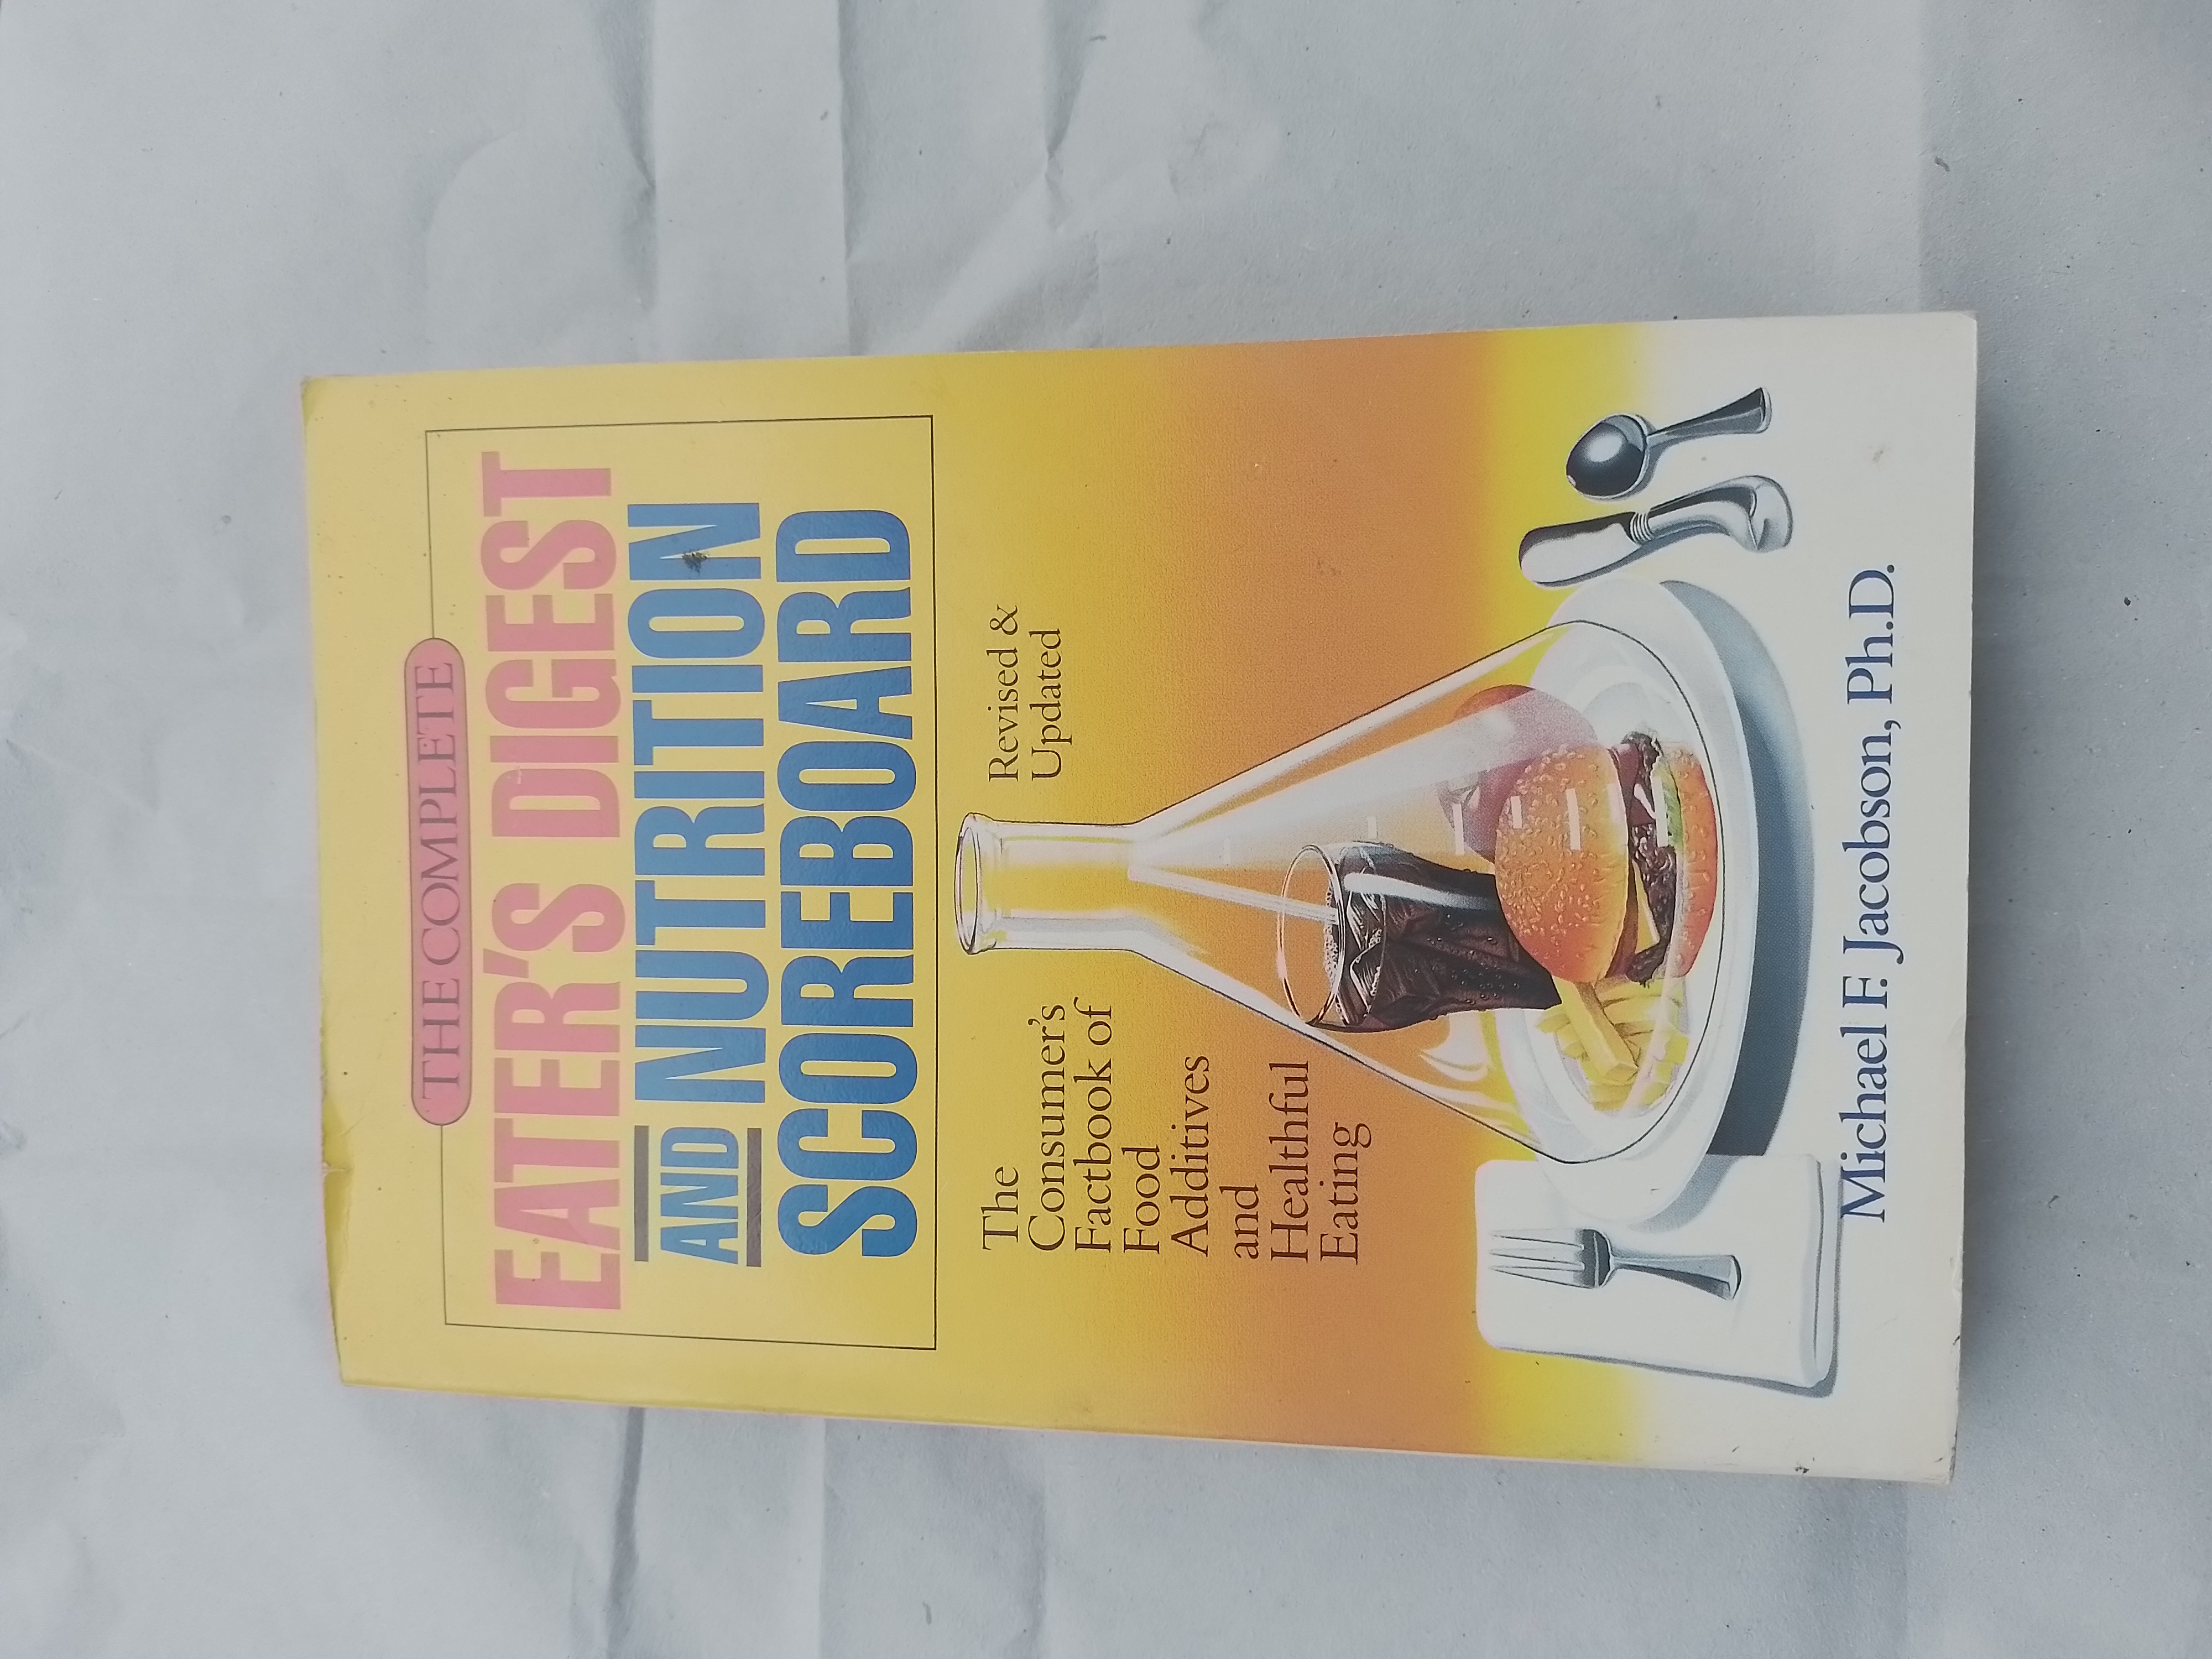 THE COMPLETE
EATER'S DIGEST
AND NUTRITION
SCOREBOARD
Revised &
Updated
The
Consumer's
Factbook of
Food
Additives
and
Healthful
Eating
Michael F. Jacobson, Ph.D.